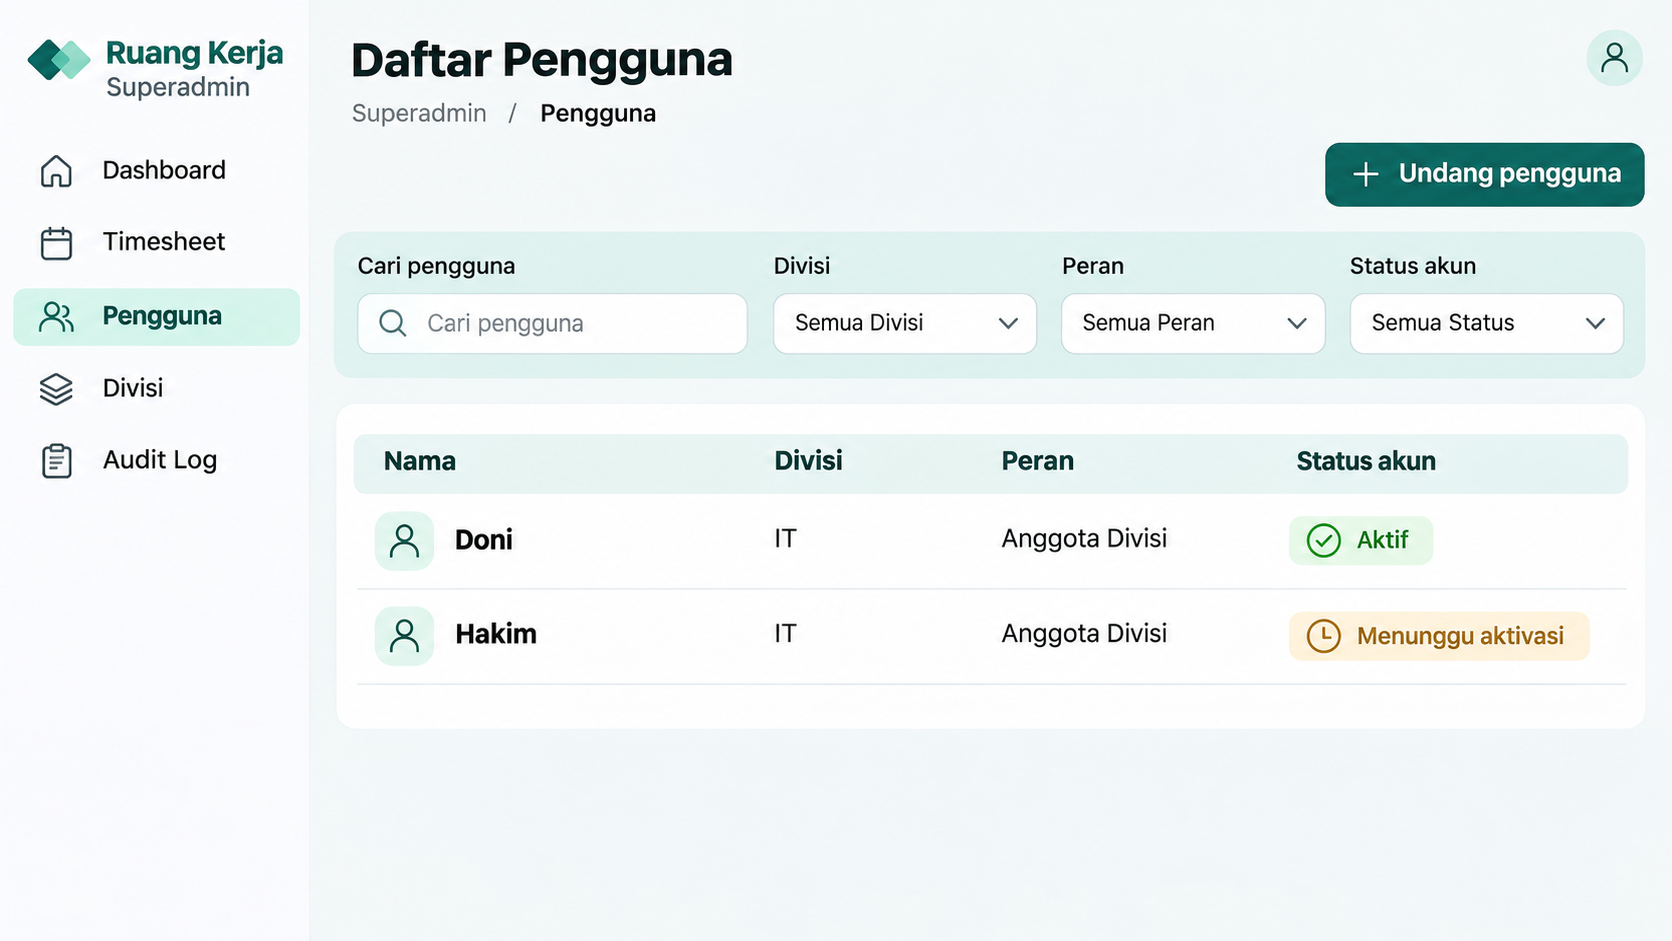 Ruang Kerja
Superadmin
Dashboard
Timesheet
Pengguna
Divisi
Audit Log
Daftar Pengguna
Superadmin / Pengguna
+ Undang pengguna
Cari pengguna Divisi Peran Status akun
Cari pengguna Semua Divisi Semua Peran Semua Status
Nama Divisi Peran Status akun
Doni IT Anggota Divisi Aktif
Hakim IT Anggota Divisi Menunggu aktivasi